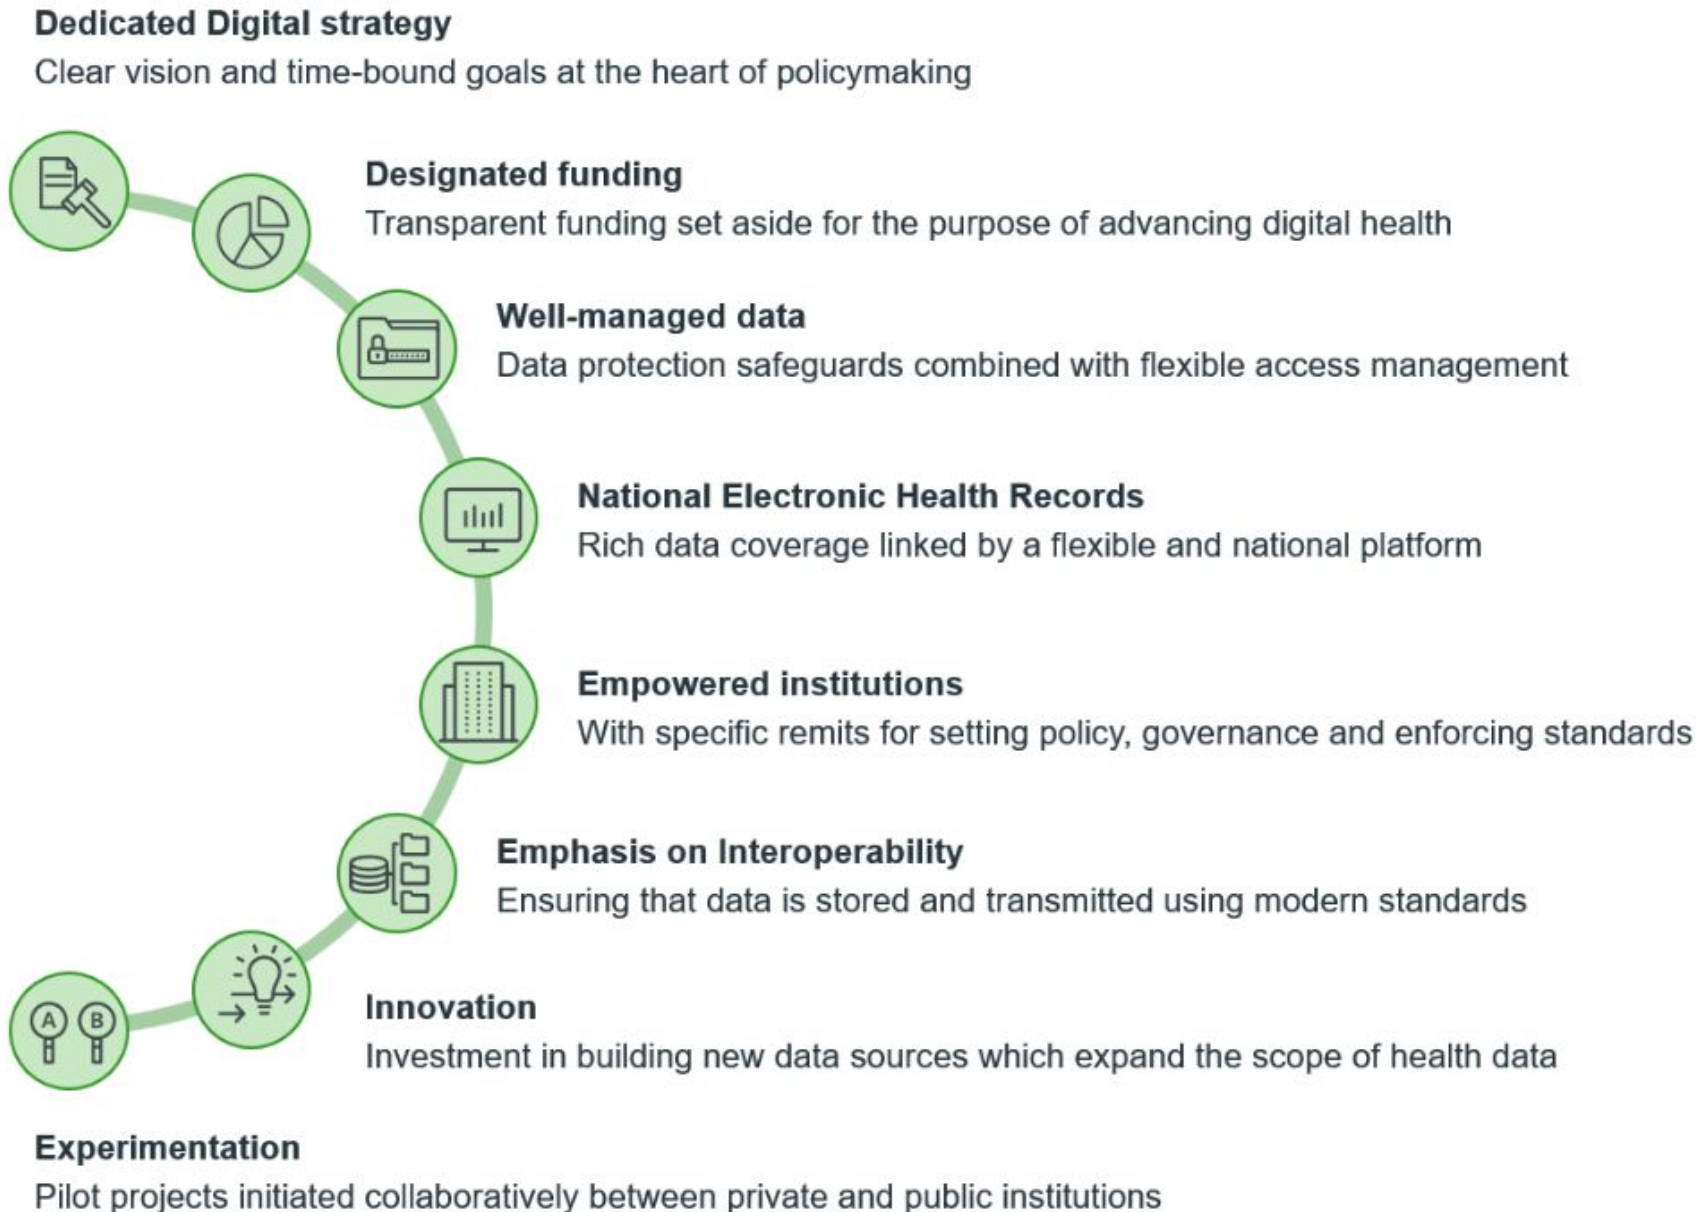 Dedicated Digital strategy
Clear vision and time-bound goals at the heart of policymaking
Designated funding
Transparent funding set aside for the purpose of advancing digital health
Well-managed data
Data protection safeguards combined with flexible access management
National Electronic Health Records
Rich data coverage linked by a flexible and national platform
Empowered institutions
With specific remits for setting policy, governance and enforcing standards
Emphasis on Interoperability
Ensuring that data is stored and transmitted using modern standards
Innovation
Investment in building new data sources which expand the scope of health data
A B
Experimentation
Pilot projects initiated collaboratively between private and public institutions